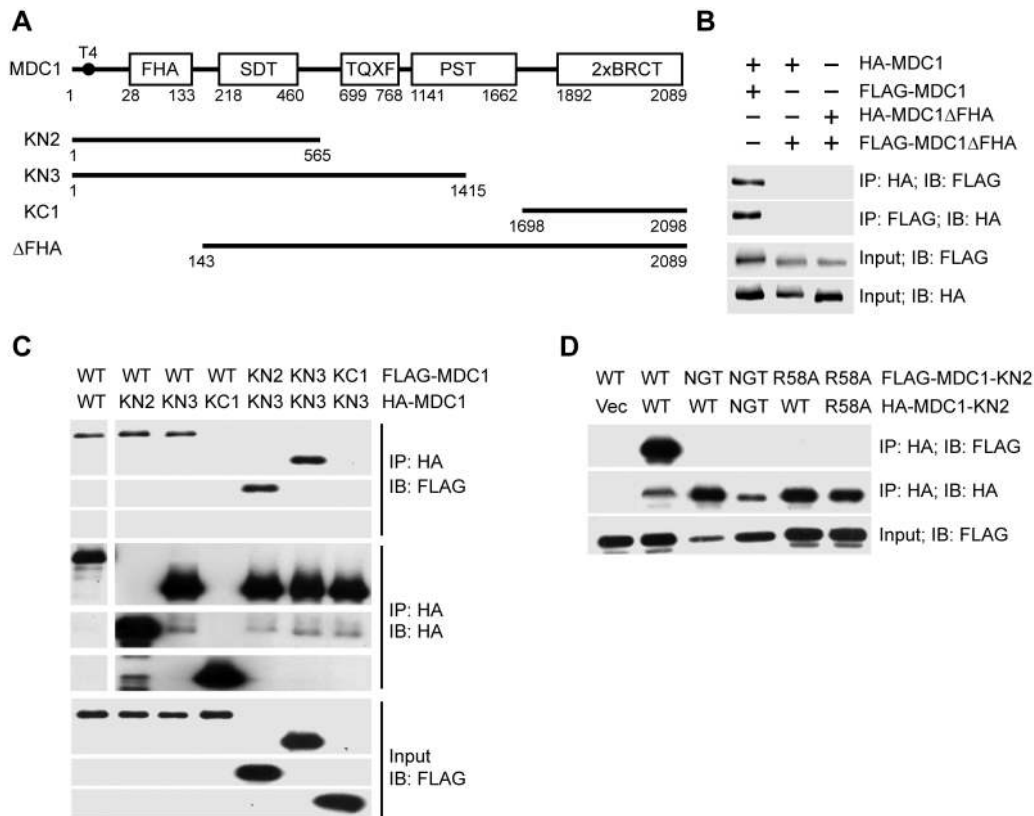 A
T4
MDC1 FHA SDT TQXF PST 2xBRCT
1 28 133 218 460 699 768 1141 1662 1892 2089
KN2
1 565
KN3
1 1415
KC1
1698 2098
ΔFHA
143 2089
B
+ + − HA-MDC1
+ − − FLAG-MDC1
− − + HA-MDC1ΔFHA
− + + FLAG-MDC1ΔFHA
IP: HA; IB: FLAG
IP: FLAG; IB: HA
Input; IB: FLAG
Input; IB: HA
C
WT WT WT WT KN2 KN3 KC1 FLAG-MDC1
WT KN2 KN3 KC1 KN3 KN3 KN3 HA-MDC1
IP: HA
IB: FLAG
IP: HA
IB: HA
Input
IB: FLAG
D
WT WT NGT NGT R58A R58A FLAG-MDC1-KN2
Vec WT WT NGT WT R58A HA-MDC1-KN2
IP: HA; IB: FLAG
IP: HA; IB: HA
Input; IB: FLAG